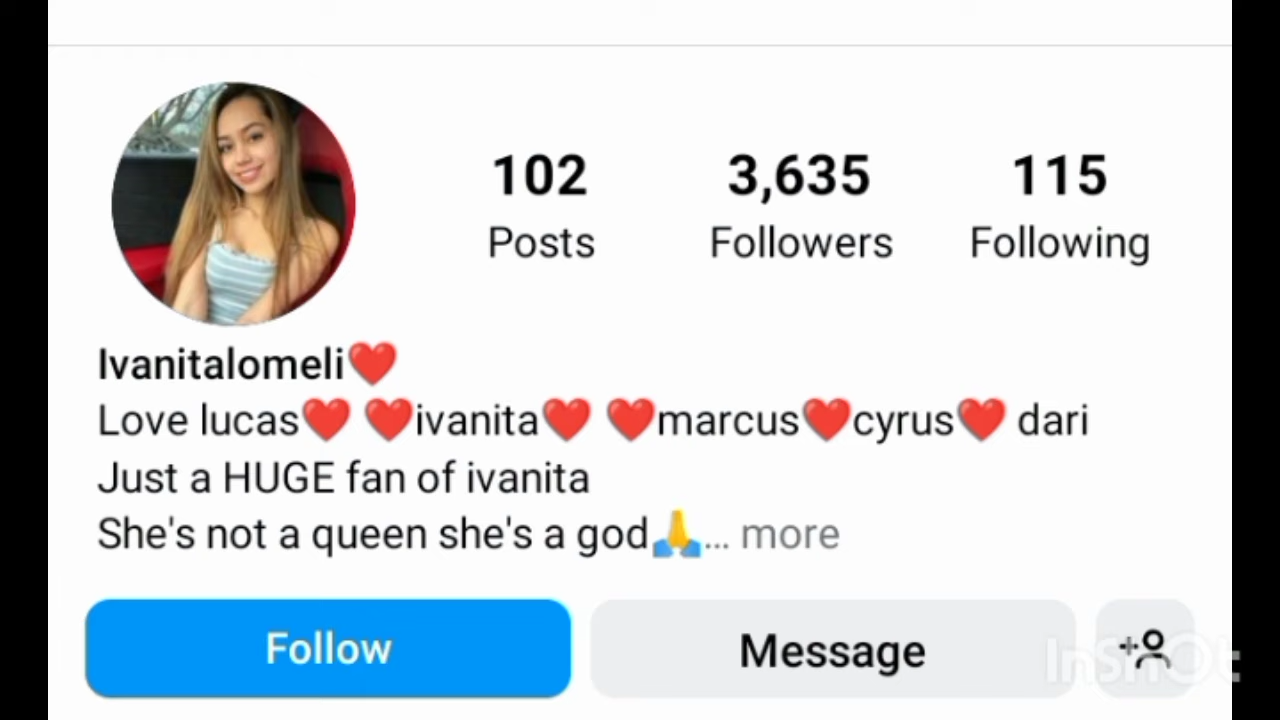 102 3,635 115
Posts Followers Following
Ivanitalomeli❤️
Love lucas❤️ ❤️ivanita❤️ ❤️marcus❤️cyrus❤️ dari
Just a HUGE fan of ivanita
She's not a queen she's a god🙏... more
Follow Message
InShot